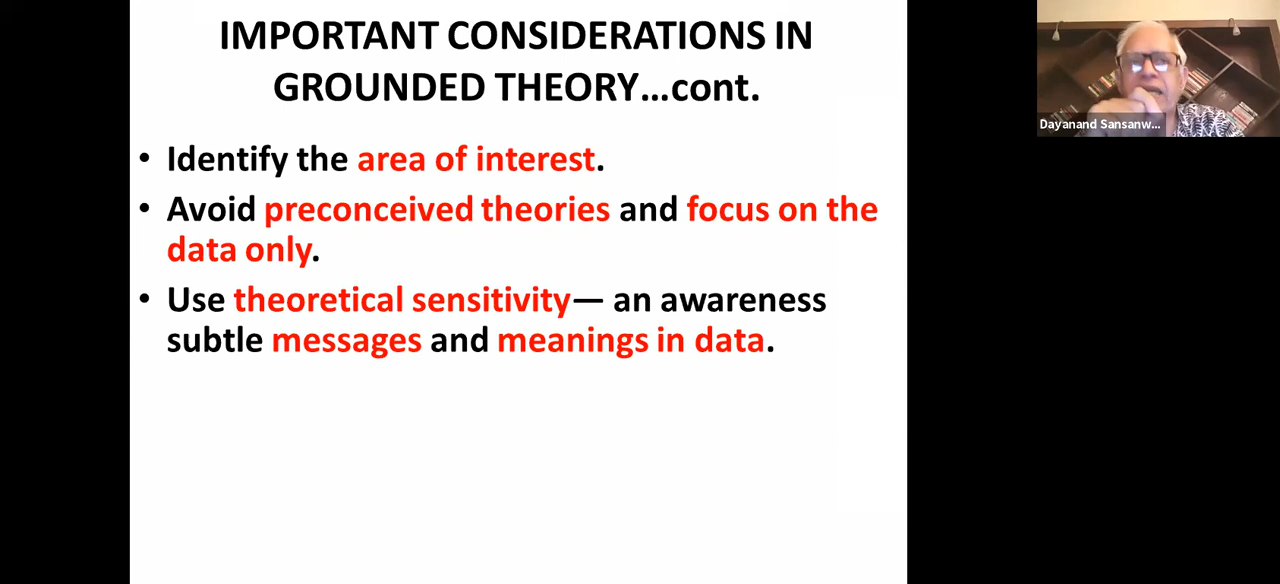 IMPORTANT CONSIDERATIONS IN
GROUNDED THEORY...cont.
• Identify the area of interest.
• Avoid preconceived theories and focus on the
data only.
• Use theoretical sensitivity— an awareness
subtle messages and meanings in data.
Dayanand Sansanw...